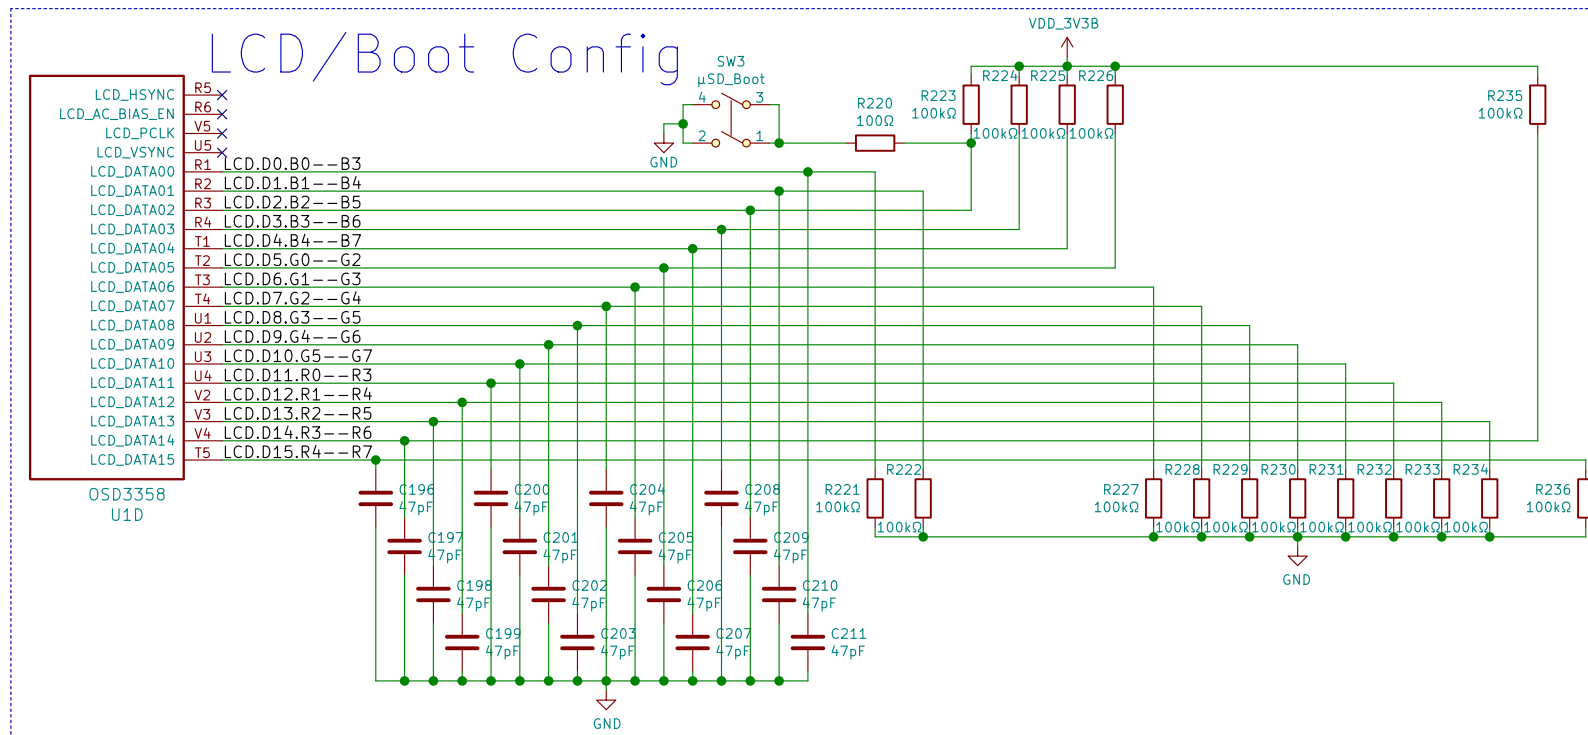 LCD/Boot Config
VDD_3V3B
SW3
µSD_Boot
4
3
2
1
GND
R220
100Ω
R223
100kΩ
R224
100kΩ
R225
100kΩ
R226
100kΩ
R235
100kΩ
LCD_HSYNC R5
LCD_AC_BIAS_EN R6
LCD_PCLK V5
LCD_VSYNC U5
LCD_DATA00 R1 LCD.D0.B0--B3
LCD_DATA01 R2 LCD.D1.B1--B4
LCD_DATA02 R3 LCD.D2.B2--B5
LCD_DATA03 R4 LCD.D3.B3--B6
LCD_DATA04 T1 LCD.D4.B4--B7
LCD_DATA05 T2 LCD.D5.G0--G2
LCD_DATA06 T3 LCD.D6.G1--G3
LCD_DATA07 T4 LCD.D7.G2--G4
LCD_DATA08 U1 LCD.D8.G3--G5
LCD_DATA09 U2 LCD.D9.G4--G6
LCD_DATA10 U3 LCD.D10.G5--G7
LCD_DATA11 U4 LCD.D11.R0--R3
LCD_DATA12 V2 LCD.D12.R1--R4
LCD_DATA13 V3 LCD.D13.R2--R5
LCD_DATA14 V4 LCD.D14.R3--R6
LCD_DATA15 T5 LCD.D15.R4--R7
OSD3358
U1D
C196
47pF
C200
47pF
C204
47pF
C208
47pF
C197
47pF
C201
47pF
C205
47pF
C209
47pF
C198
47pF
C202
47pF
C206
47pF
C210
47pF
C199
47pF
C203
47pF
C207
47pF
C211
47pF
GND
R221
100kΩ
R222
100kΩ
R227
100kΩ
R228
100kΩ
R229
100kΩ
R230
100kΩ
R231
100kΩ
R232
100kΩ
R233
100kΩ
R234
100kΩ
R236
100kΩ
GND